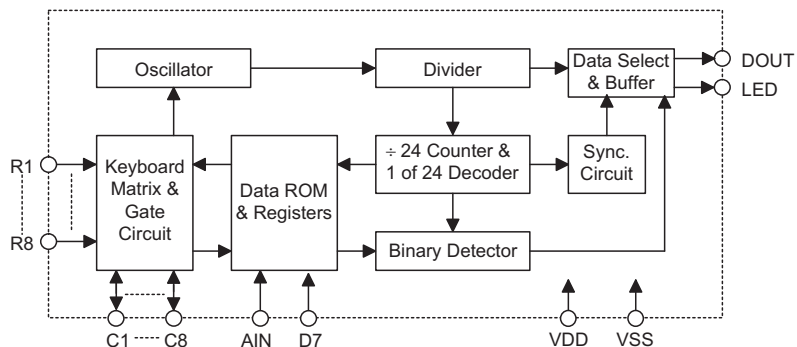 Oscillator
Divider
Data Select
& Buffer
DOUT
LED
R1
R8
Keyboard
Matrix &
Gate
Circuit
Data ROM
& Registers
÷ 24 Counter &
1 of 24 Decoder
Sync.
Circuit
Binary Detector
C1
C8
AIN
D7
VDD
VSS